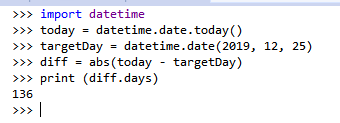 >>> import datetime
>>> today = datetime.date.today()
>>> targetDay = datetime.date(2019, 12, 25)
>>> diff = abs(today - targetDay)
>>> print (diff.days)
136
>>>